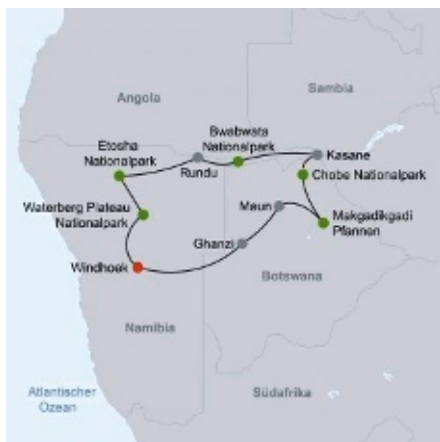 Angola
Sambia
Etosha
Nationalpark
Rundu
Bwabwata
Nationalpark
Kasane
Chobe Nationalpark
Waterberg Plateau
Nationalpark
Maun
Makgadikgadi
Pfannen
Ghanzi
Windhoek
Botswana
Namibia
Atlantischer
Ozean
Südafrika